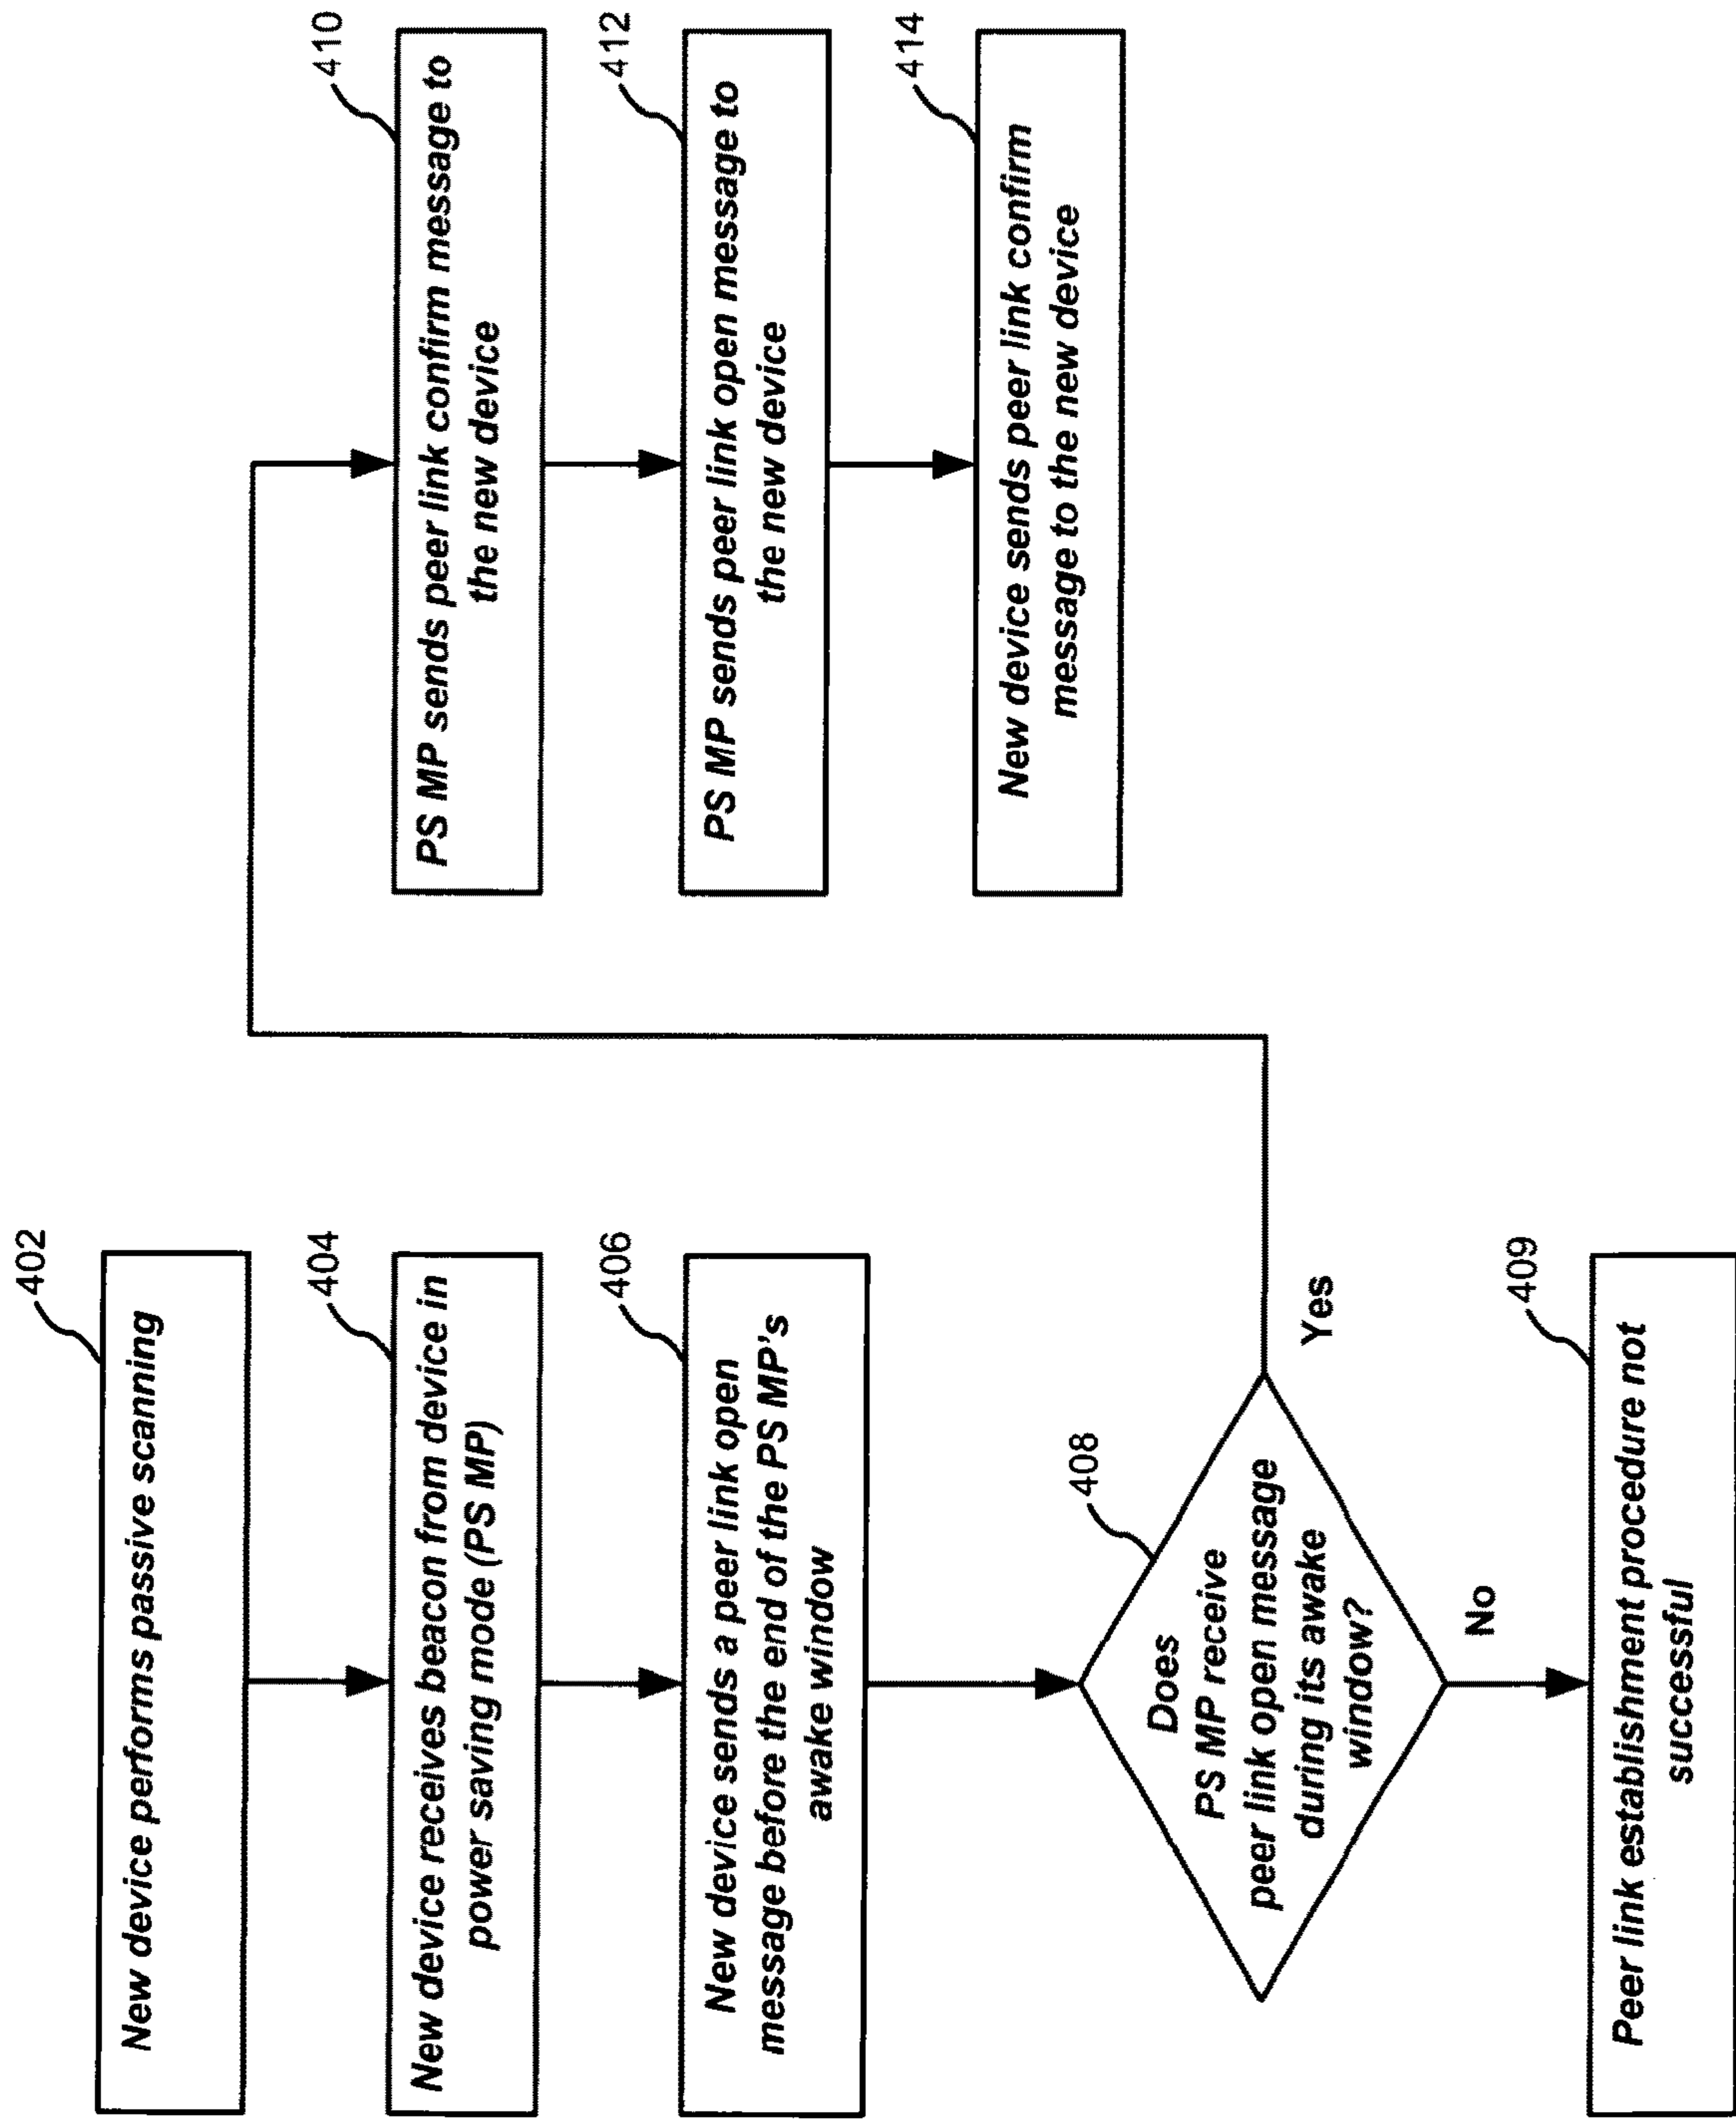 402
New device performs passive scanning
404
New device receives beacon from device in
power saving mode (PS MP)
406
New device sends a peer link open
message before the end of the PS MP's
awake window
408
Does
PS MP receive
peer link open message
during its awake
window?
Yes
No
409
Peer link establishment procedure not
successful
410
PS MP sends peer link confirm message to
the new device
412
PS MP sends peer link open message to
the new device
414
New device sends peer link confirm
message to the new device